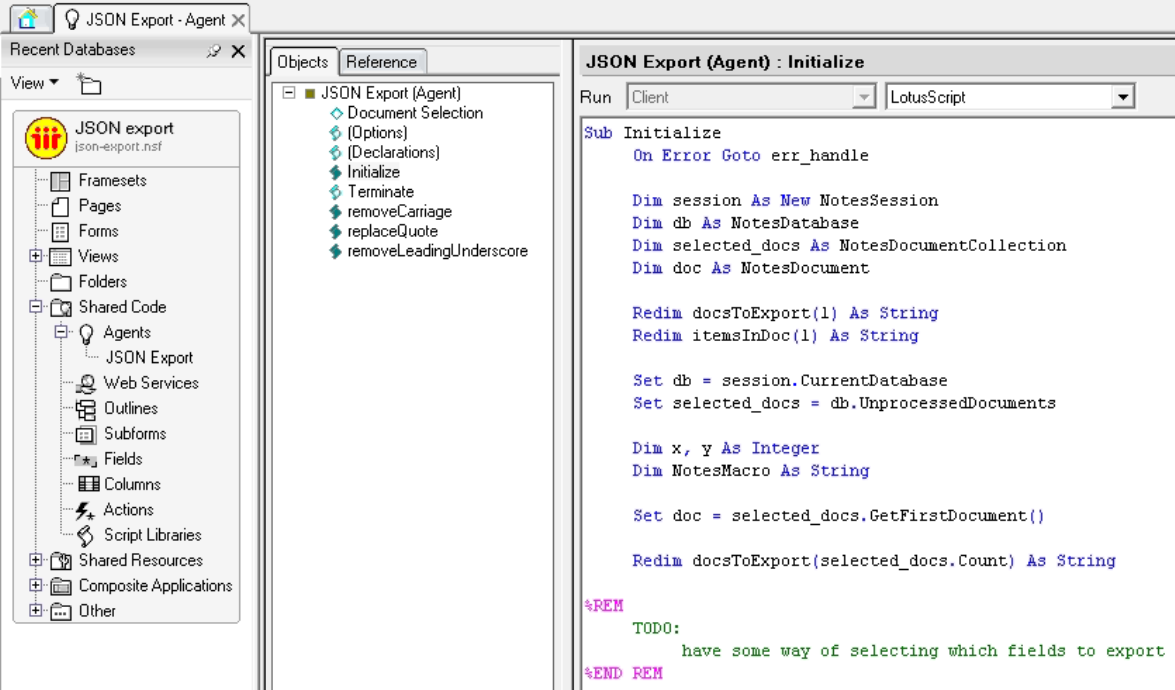 JSON Export - Agent
Recent Databases
View
JSON export
json-export.nsf
Framesets
Pages
Forms
Views
Folders
Shared Code
Agents
JSON Export
Web Services
Outlines
Subforms
Fields
Columns
Actions
Script Libraries
Shared Resources
Composite Applications
Other
Objects Reference
JSON Export (Agent)
Document Selection
(Options)
(Declarations)
Initialize
Terminate
removeCarriage
replaceQuote
removeLeadingUnderscore
JSON Export (Agent) : Initialize
Run Client LotusScript
Sub Initialize
On Error Goto err_handle
Dim session As New NotesSession
Dim db As NotesDatabase
Dim selected_docs As NotesDocumentCollection
Dim doc As NotesDocument
Redim docsToExport(1) As String
Redim itemsInDoc(1) As String
Set db = session.CurrentDatabase
Set selected_docs = db.UnprocessedDocuments
Dim x, y As Integer
Dim NotesMacro As String
Set doc = selected_docs.GetFirstDocument()
Redim docsToExport(selected_docs.Count) As String
%REM
TODO:
have some way of selecting which fields to export
%END REM